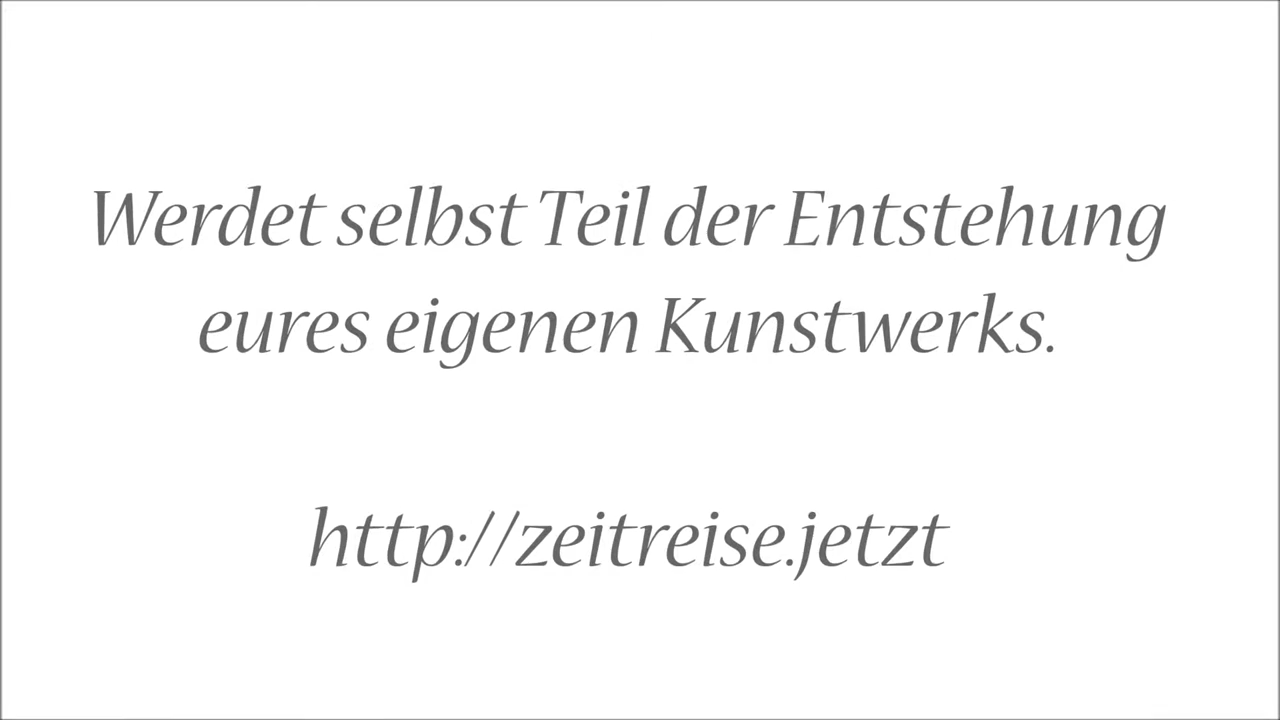 Werdet selbst Teil der Entstehung
eures eigenen Kunstwerks.
http://zeitreise.jetzt